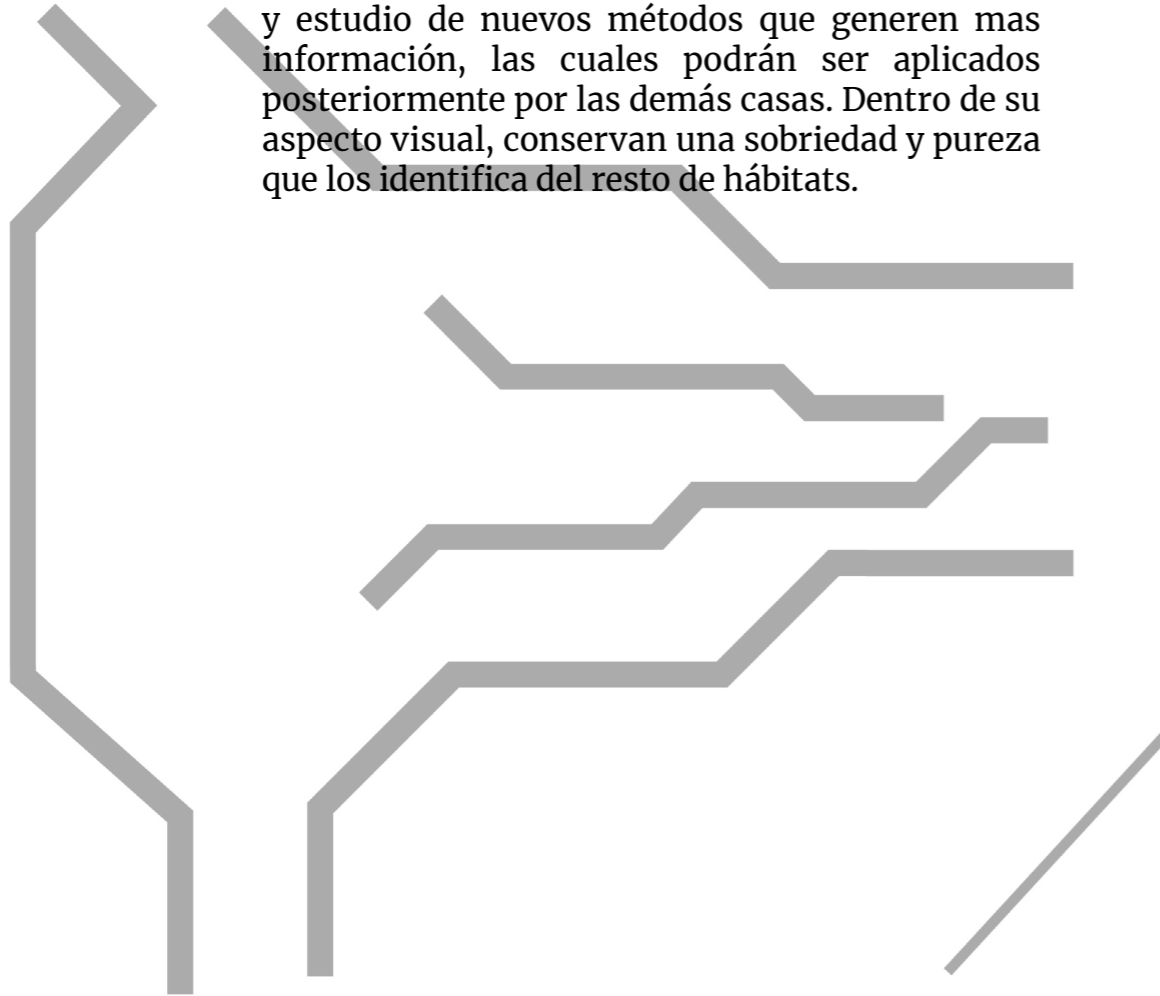 y estudio de nuevos métodos que generen mas
información, las cuales podrán ser aplicados
posteriormente por las demás casas. Dentro de su
aspecto visual, conservan una sobriedad y pureza
que los identifica del resto de hábitats.